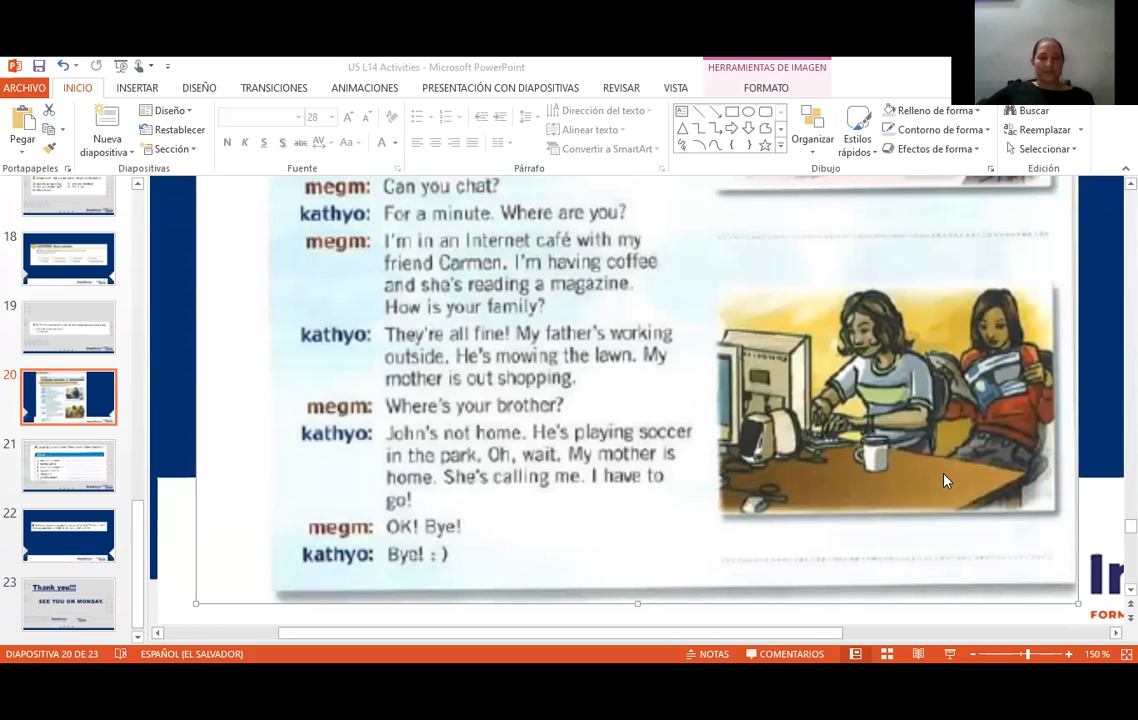 U5 L14 Activities - Microsoft PowerPoint
HERRAMIENTAS DE IMAGEN
ARCHIVO INICIO INSERTAR DISEÑO TRANSICIONES ANIMACIONES PRESENTACIÓN CON DIAPOSITIVAS REVISAR VISTA FORMATO
Pegar
Nueva diapositiva
Diseño
Restablecer
Sección
28
N K S S abc AV Aa A
Dirección del texto
Alinear texto
Convertir a SmartArt
Organizar
Estilos rápidos
Relleno de forma
Contorno de forma
Efectos de forma
Buscar
Reemplazar
Seleccionar
Portapapeles Diapositivas Fuente Párrafo Dibujo Edición
megm: Can you chat?
kathyo: For a minute. Where are you?
megm: I'm in an Internet café with my
friend Carmen. I'm having coffee
and she's reading a magazine.
How is your family?
kathyo: They're all fine! My father's working
outside. He's mowing the lawn. My
mother is out shopping.
megm: Where's your brother?
kathyo: John's not home. He's playing soccer
in the park. Oh, wait. My mother is
home. She's calling me. I have to
go!
megm: OK! Bye!
kathyo: Bye! : )
18
19
20
21
22
23
Thank you!!!
SEE YOU ON MONDAY.
In
FORM
DIAPOSITIVA 20 DE 23 ESPAÑOL (EL SALVADOR) NOTAS COMENTARIOS 150 %